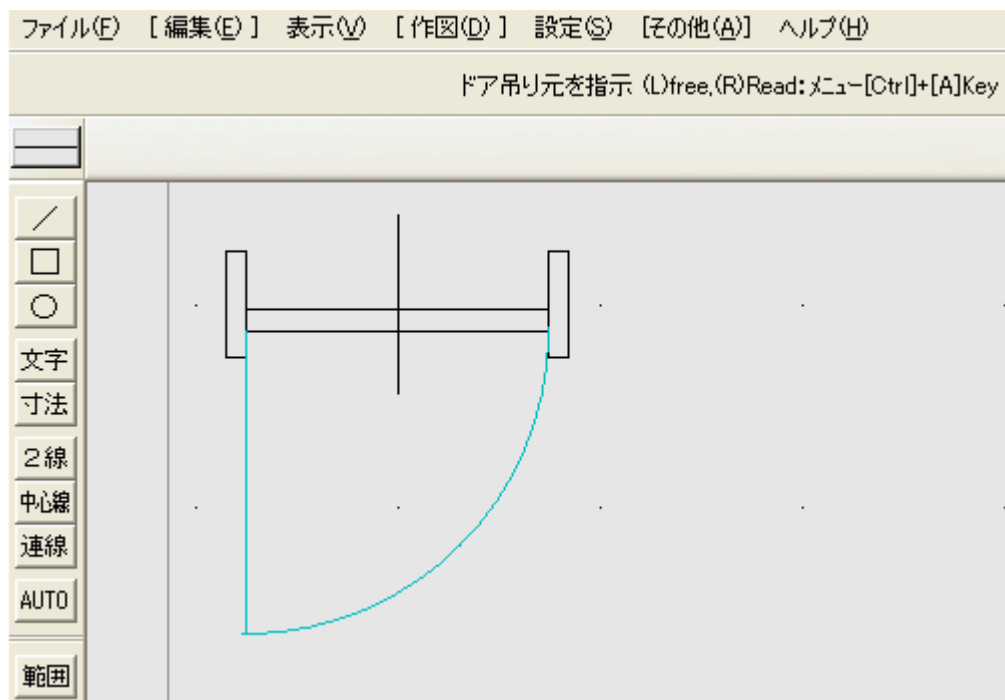 ファイル(F) [ 編集(E) ] 表示(V) [ 作図(D) ] 設定(S) [その他(A)] ヘルプ(H)
ドア吊り元を指示 (L)free,(R)Read:メニュー[Ctrl]+[A]Key
文字
寸法
２線
中心線
連線
AUTO
範囲